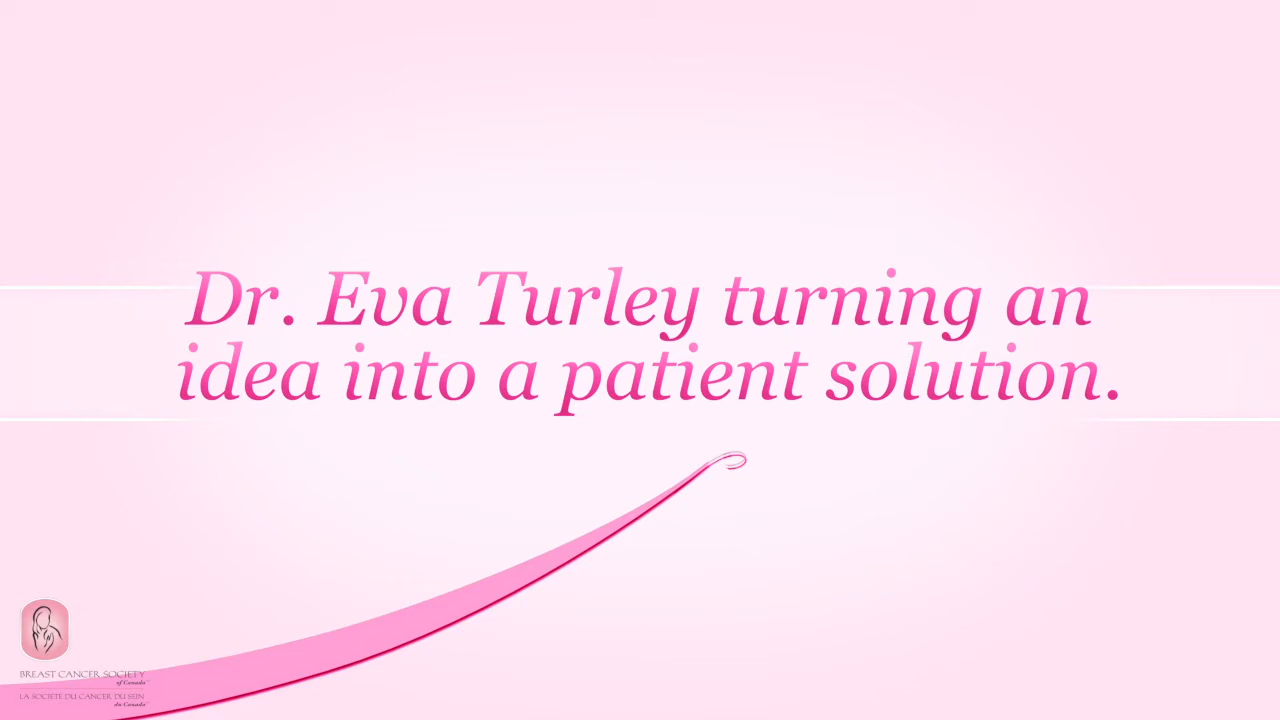 Dr. Eva Turley turning an
idea into a patient solution.
BREAST CANCER SOCIETY
of Canada
LA SOCIÉTÉ DU CANCER DU SEIN
du Canada